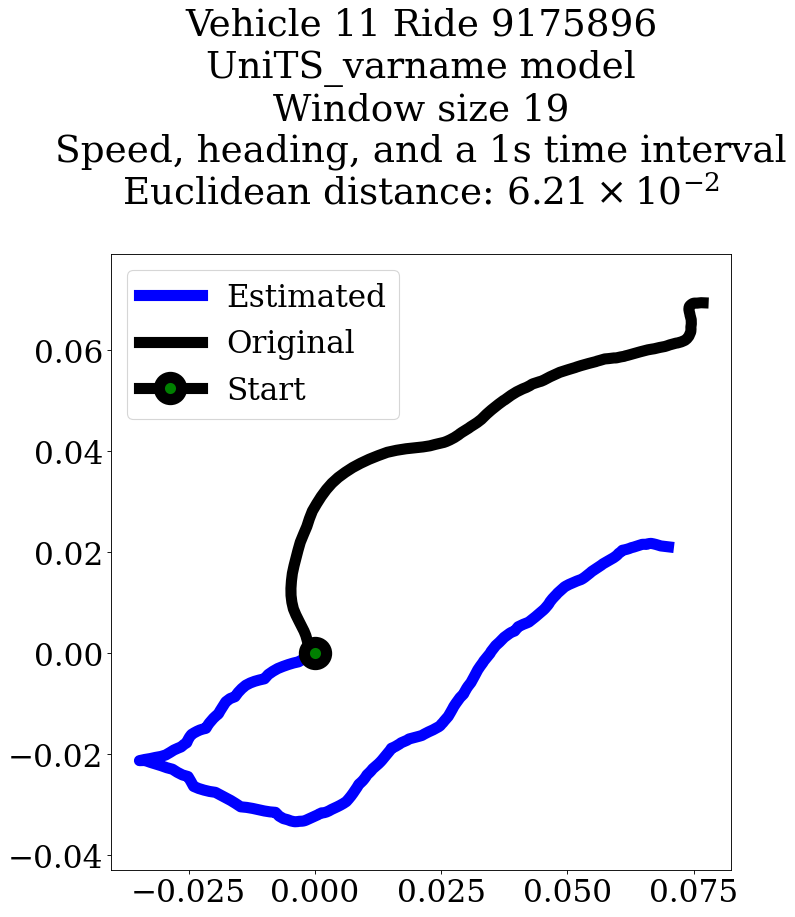 Vehicle 11 Ride 9175896
UniTS_varname model
Window size 19
Speed, heading, and a 1s time interval
Euclidean distance: 6.21 × 10⁻²
Estimated
Original
Start
0.06
0.04
0.02
0.00
−0.02
−0.04
−0.025 0.000 0.025 0.050 0.075